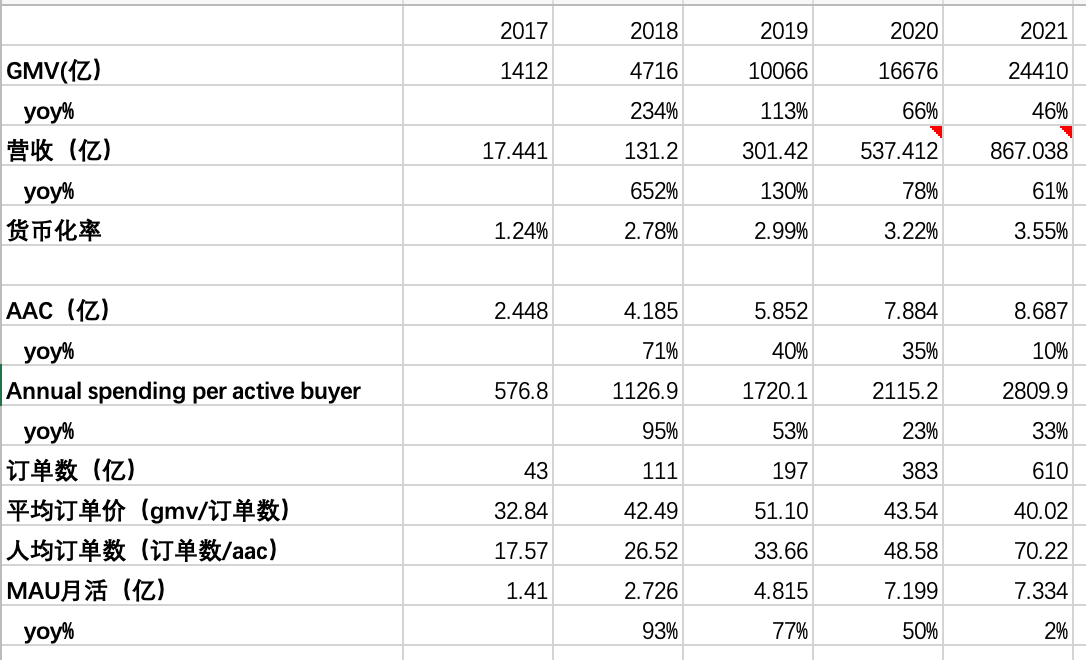 2017 2018 2019 2020 2021
GMV(亿） 1412 4716 10066 16676 24410
yoy% 234% 113% 66% 46%
营收（亿） 17.441 131.2 301.42 537.412 867.038
yoy% 652% 130% 78% 61%
货币化率 1.24% 2.78% 2.99% 3.22% 3.55%
AAC（亿） 2.448 4.185 5.852 7.884 8.687
yoy% 71% 40% 35% 10%
Annual spending per active buyer 576.8 1126.9 1720.1 2115.2 2809.9
yoy% 95% 53% 23% 33%
订单数（亿） 43 111 197 383 610
平均订单价（gmv/订单数） 32.84 42.49 51.10 43.54 40.02
人均订单数（订单数/aac） 17.57 26.52 33.66 48.58 70.22
MAU月活（亿） 1.41 2.726 4.815 7.199 7.334
yoy% 93% 77% 50% 2%